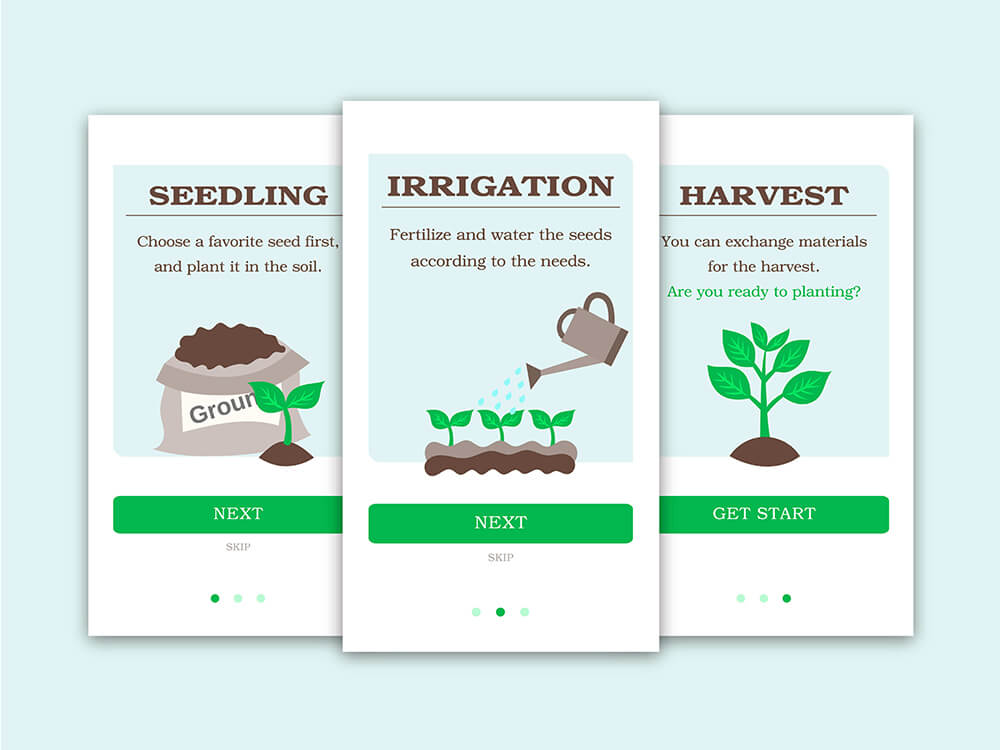 SEEDLING
Choose a favorite seed first,
and plant it in the soil.
NEXT
SKIP
IRRIGATION
Fertilize and water the seeds
according to the needs.
NEXT
SKIP
HARVEST
You can exchange materials
for the harvest.
Are you ready to planting?
GET START